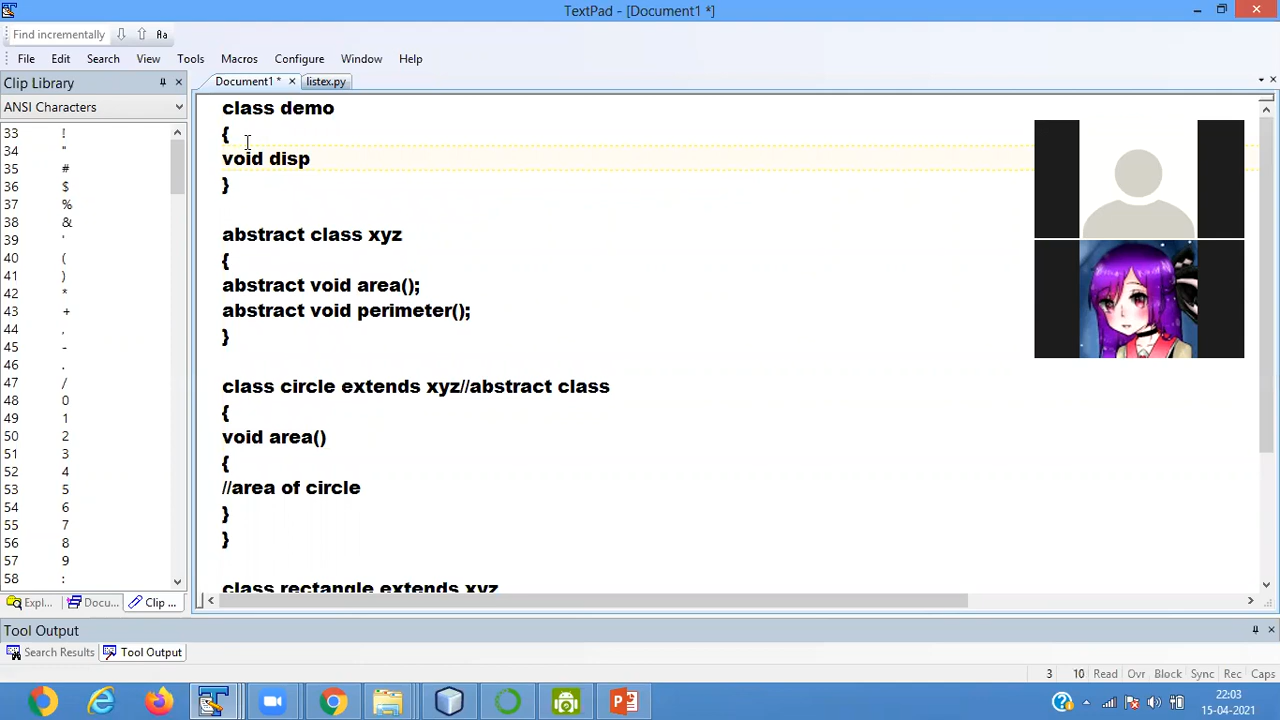 TextPad - [Document1 *]
Find incrementally
Aa
File Edit Search View Tools Macros Configure Window Help
Clip Library
Document1 * listex.py
ANSI Characters
33 !
34 "
35 #
36 $
37 %
38 &
39 '
40 (
41 )
42 *
43 +
44 ,
45 -
46 .
47 /
48 0
49 1
50 2
51 3
52 4
53 5
54 6
55 7
56 8
57 9
58 :
class demo
{
void disp
}
abstract class xyz
{
abstract void area();
abstract void perimeter();
}
class circle extends xyz//abstract class
{
void area()
{
//area of circle
}
}
class rectangle extends xyz
Expl... Docu... Clip ...
Tool Output
Search Results Tool Output
3 10 Read Ovr Block Sync Rec Caps
22:03
15-04-2021